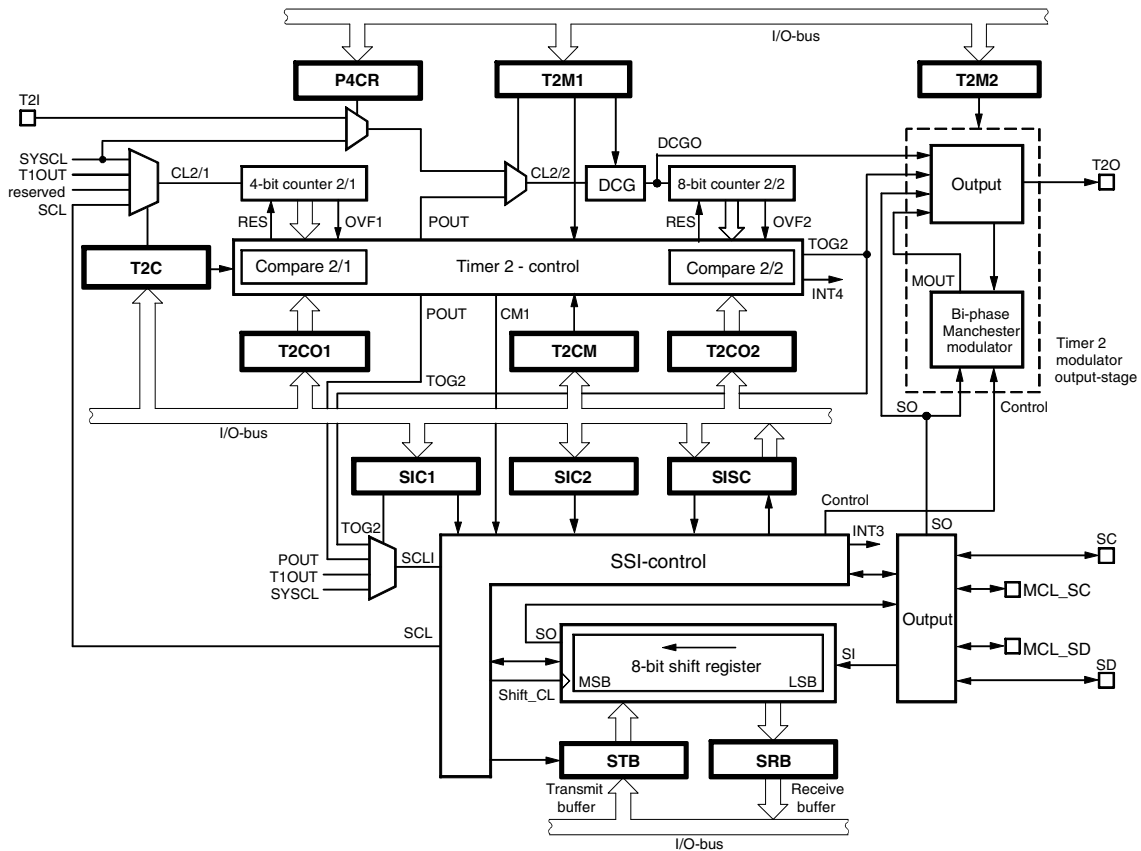 I/O-bus
P4CR
T2M1
T2M2
T2I
DCGO
SYSCL
T1OUT
reserved
SCL
CL2/1
4-bit counter 2/1
CL2/2
DCG
8-bit counter 2/2
Output
T2O
RES
OVF1
POUT
RES
OVF2
TOG2
T2C
Compare 2/1
Timer 2 - control
Compare 2/2
INT4
MOUT
Bi-phase
Manchester
modulator
Timer 2
modulator
output-stage
POUT
CM1
T2CO1
T2CM
T2CO2
TOG2
SO
Control
I/O-bus
SIC1
SIC2
SISC
Control
TOG2
INT3
SO
SC
POUT
T1OUT
SYSCL
SCLI
SSI-control
MCL_SC
Output
SCL
SO
8-bit shift register
MSB
LSB
SI
MCL_SD
SD
Shift_CL
STB
SRB
Transmit
buffer
Receive
buffer
I/O-bus